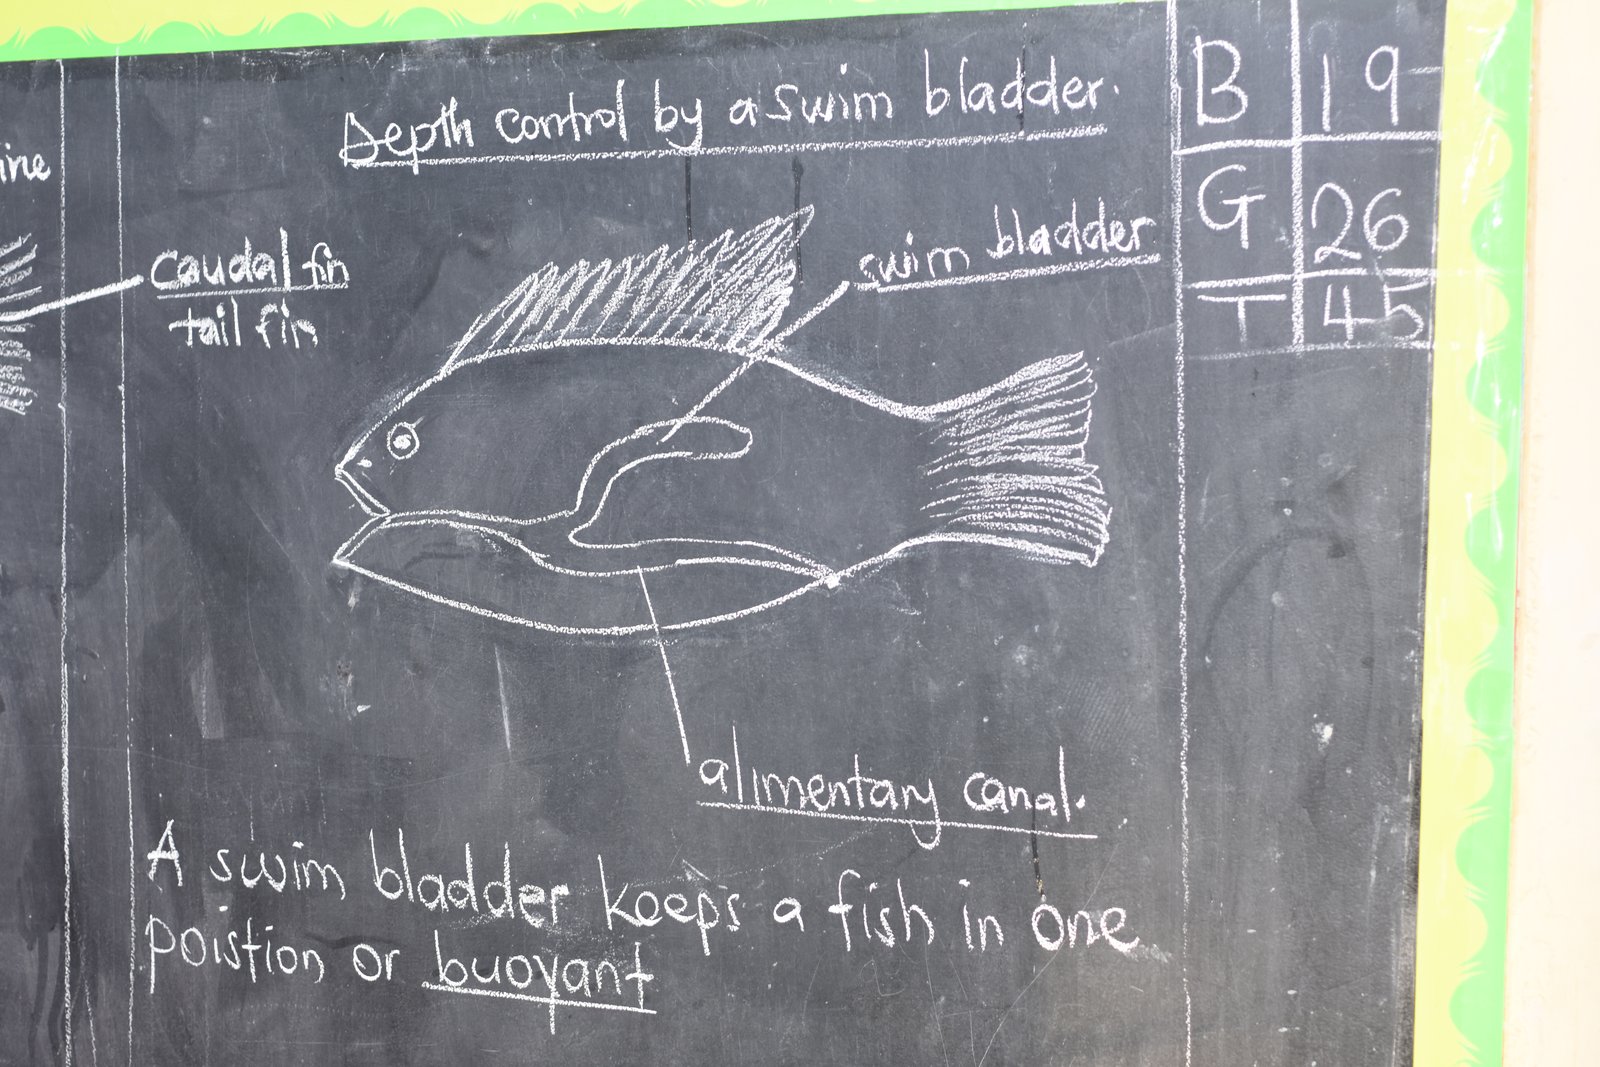 Depth control by a swim bladder.
B 19
G 26
T 45
caudal fin
tail fin
swim bladder
alimentary canal.
A swim bladder keeps a fish in one
poistion or buoyant